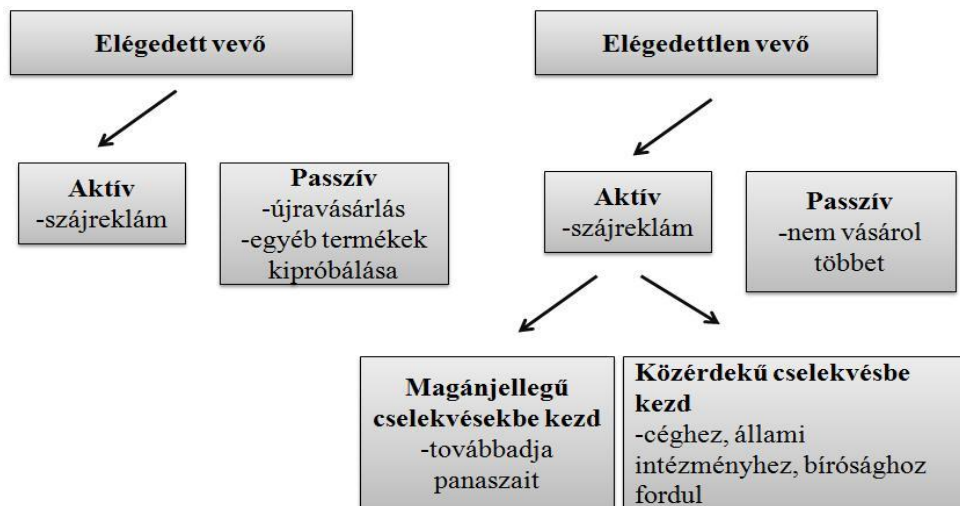 Elégedett vevő
Elégedettlen vevő
Aktív
-szájreklám
Passzív
-újravásárlás
-egyéb termékek
kipróbálása
Aktív
-szájreklám
Passzív
-nem vásárol
többet
Magánjellegű
cselekvésekbe kezd
-továbbadja
panaszait
Közérdekű cselekvésbe
kezd
-céghez, állami
intézményhez, bírósághoz
fordul